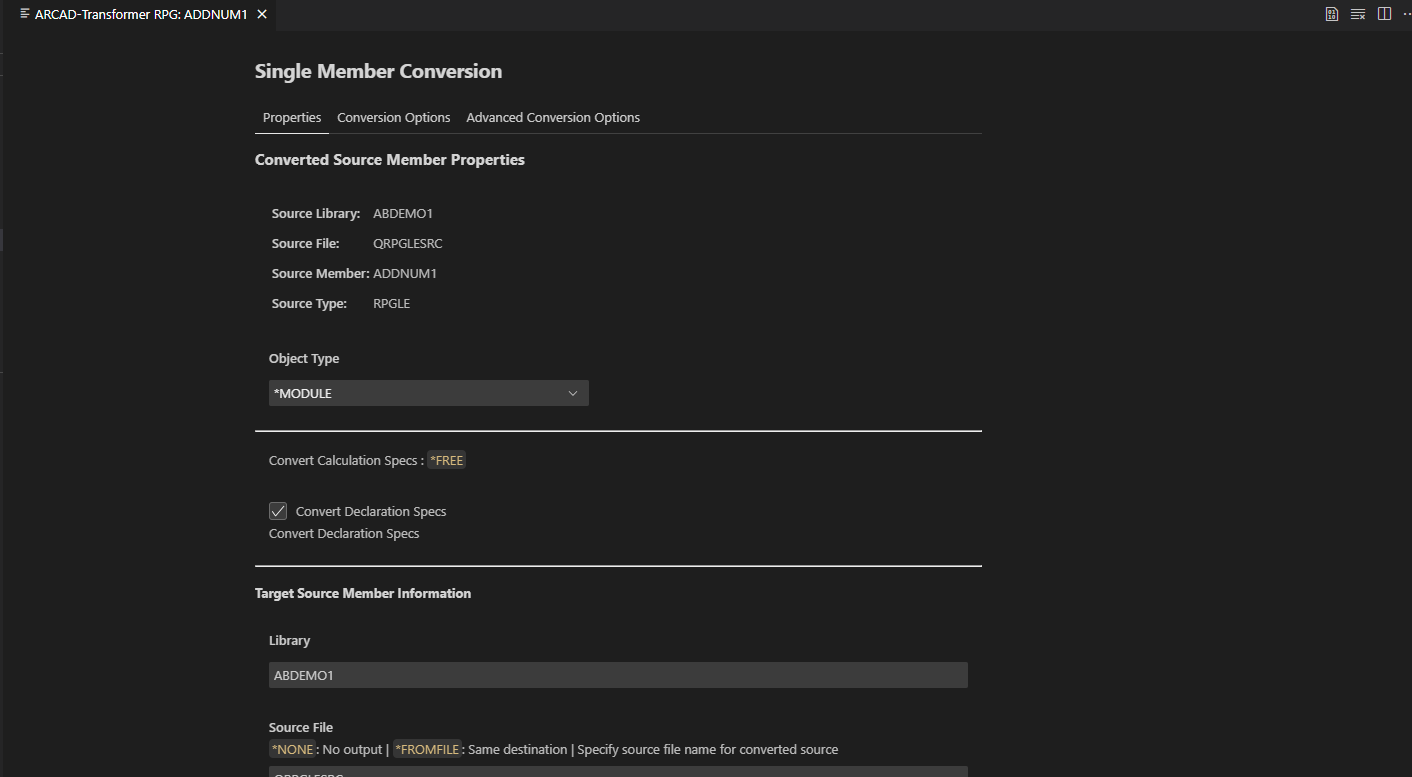 ARCAD-Transformer RPG: ADDNUM1
Single Member Conversion
Properties Conversion Options Advanced Conversion Options
Converted Source Member Properties
Source Library: ABDEMO1
Source File: QRPGLESRC
Source Member: ADDNUM1
Source Type: RPGLE
Object Type
*MODULE
Convert Calculation Specs : *FREE
Convert Declaration Specs
Convert Declaration Specs
Target Source Member Information
Library
ABDEMO1
Source File
*NONE: No output | *FROMFILE: Same destination | Specify source file name for converted source
QRPGLESRC